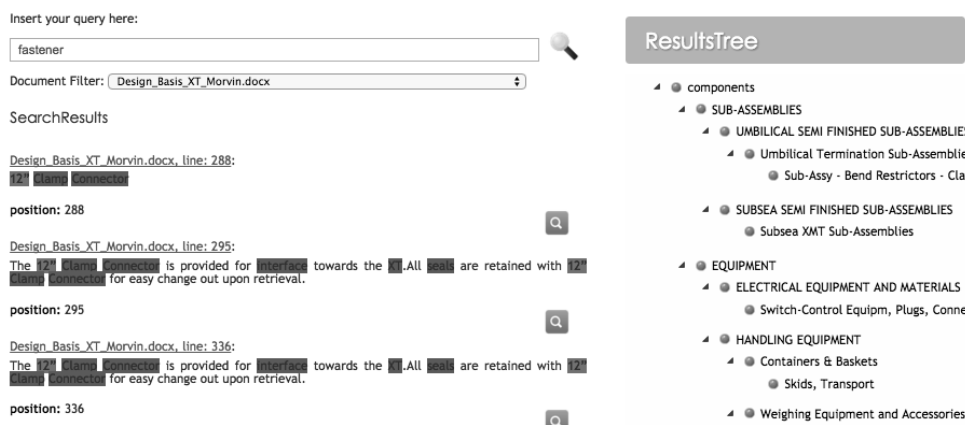 Insert your query here:
fastener
Document Filter: Design_Basis_XT_Morvin.docx
SearchResults
Design_Basis_XT_Morvin.docx, line: 288:
12" Clamp Connector
position: 288
Design_Basis_XT_Morvin.docx, line: 295:
The 12" Clamp Connector is provided for Interface towards the XT.All seals are retained with 12"
Clamp Connector for easy change out upon retrieval.
position: 295
Design_Basis_XT_Morvin.docx, line: 336:
The 12" Clamp Connector is provided for Interface towards the XT.All seals are retained with 12"
Clamp Connector for easy change out upon retrieval.
position: 336
ResultsTree
components
SUB-ASSEMBLIES
UMBILICAL SEMI FINISHED SUB-ASSEMBLIES
Umbilical Termination Sub-Assemblie
Sub-Assy - Bend Restrictors - Cla
SUBSEA SEMI FINISHED SUB-ASSEMBLIES
Subsea XMT Sub-Assemblies
EQUIPMENT
ELECTRICAL EQUIPMENT AND MATERIALS
Switch-Control Equipm, Plugs, Conne
HANDLING EQUIPMENT
Containers & Baskets
Skids, Transport
Weighing Equipment and Accessories